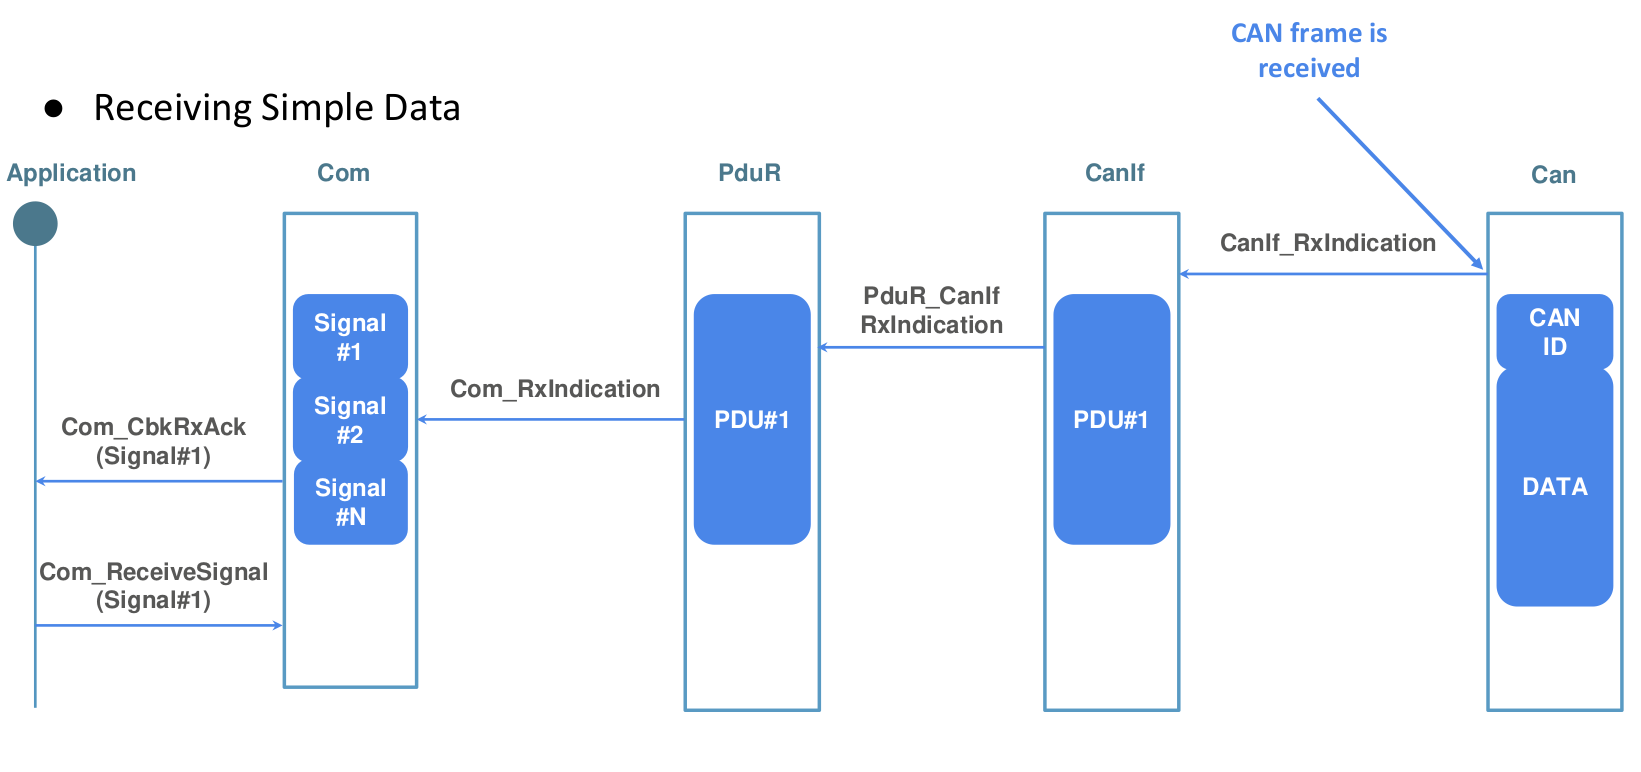 CAN frame is
received
● Receiving Simple Data
Application
Com
PduR
CanIf
Can
CanIf_RxIndication
PduR_CanIf
RxIndication
Com_RxIndication
Com_CbkRxAck
(Signal#1)
Com_ReceiveSignal
(Signal#1)
Signal
#1
Signal
#2
Signal
#N
PDU#1
PDU#1
CAN
ID
DATA